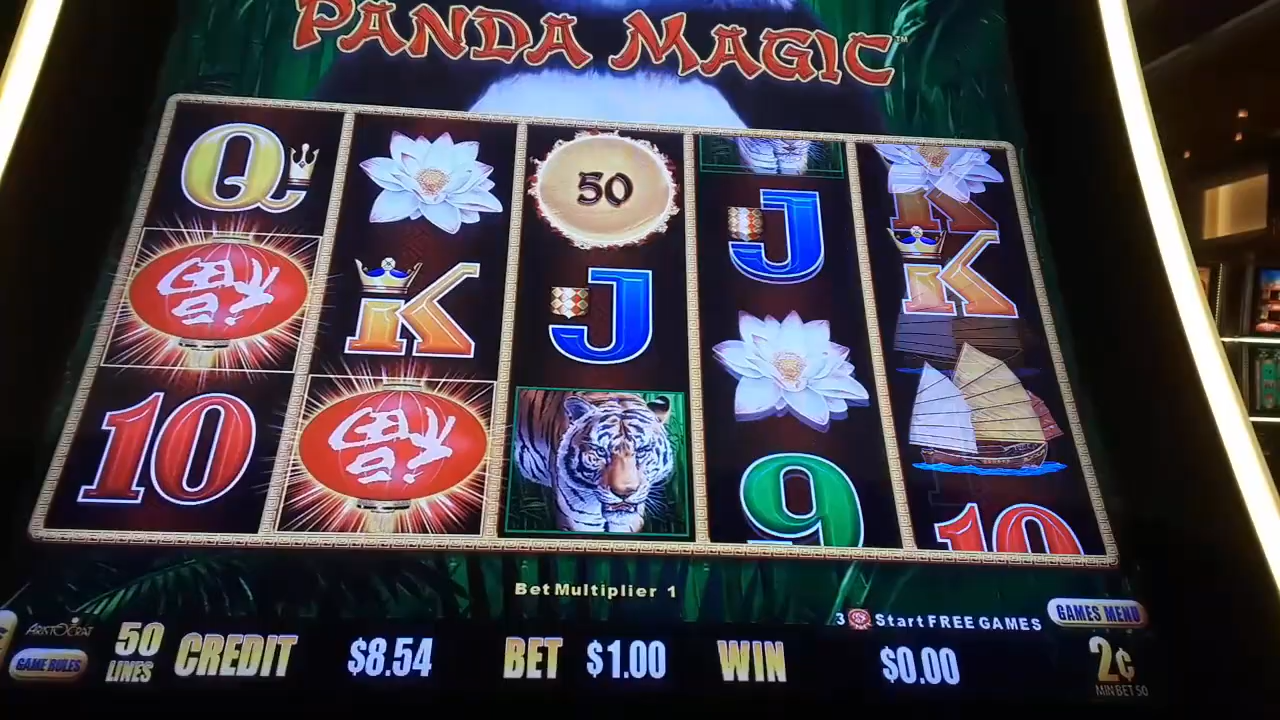 PANDA MAGIC™
Q
50
J
K
K
K
J
10
9
10
Bet Multiplier 1
3 Start FREE GAMES
GAMES MENU
ARISTOCRAT
GAME RULES
50 LINES
CREDIT $8.54
BET $1.00
WIN $0.00
2¢
MIN BET 50